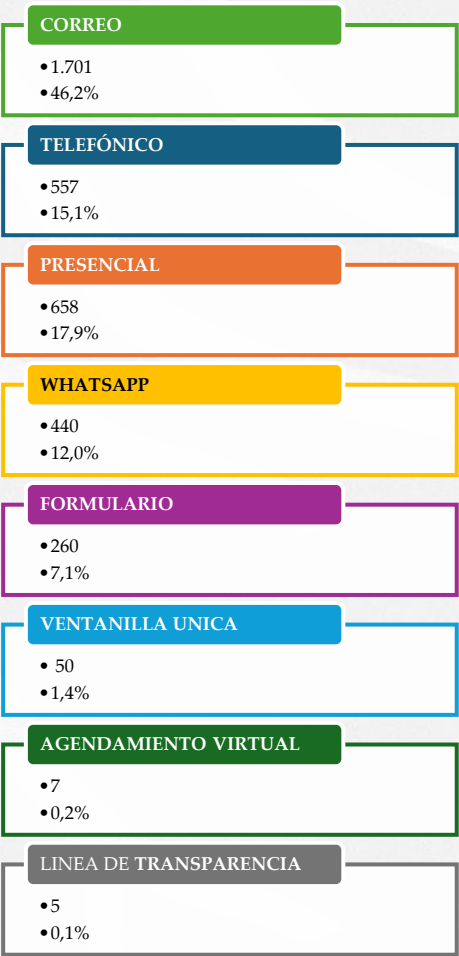 CORREO
•1.701
•46,2%
TELEFÓNICO
•557
•15,1%
PRESENCIAL
•658
•17,9%
WHATSAPP
•440
•12,0%
FORMULARIO
•260
•7,1%
VENTANILLA UNICA
• 50
•1,4%
AGENDAMIENTO VIRTUAL
•7
•0,2%
LINEA DE TRANSPARENCIA
•5
•0,1%